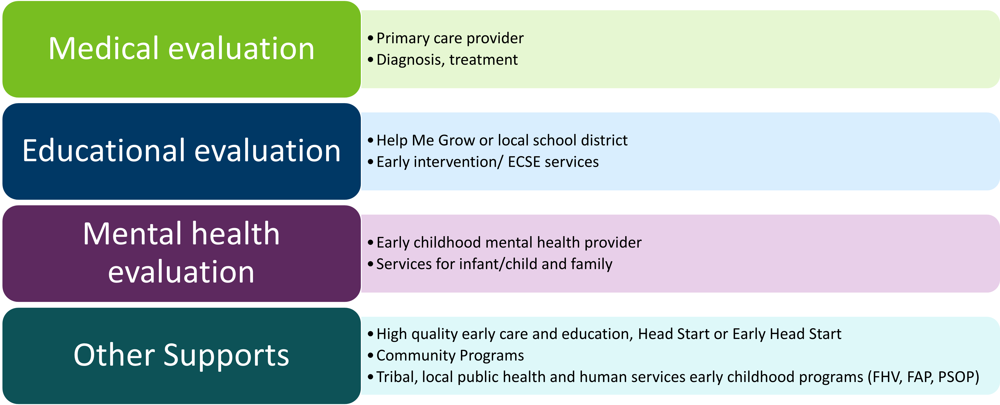 Medical evaluation
• Primary care provider
• Diagnosis, treatment
Educational evaluation
• Help Me Grow or local school district
• Early intervention/ ECSE services
Mental health
evaluation
• Early childhood mental health provider
• Services for infant/child and family
Other Supports
• High quality early care and education, Head Start or Early Head Start
• Community Programs
• Tribal, local public health and human services early childhood programs (FHV, FAP, PSOP)